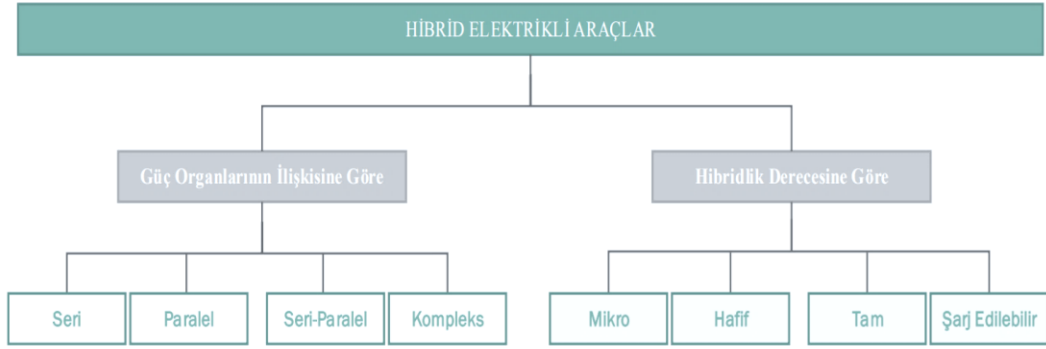 HİBRİD ELEKTRİKLİ ARAÇLAR
Güç Organlarının İlişkisine Göre
Hibridlik Derecesine Göre
Seri
Paralel
Seri-Paralel
Kompleks
Mikro
Hafif
Tam
Şarj Edilebilir